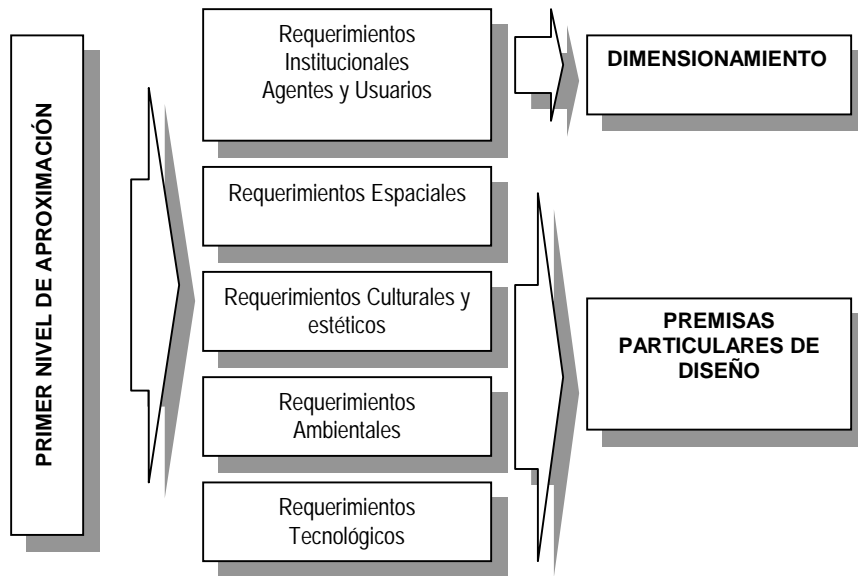 PRIMER NIVEL DE APROXIMACIÓN
Requerimientos
Institucionales
Agentes y Usuarios
DIMENSIONAMIENTO
Requerimientos Espaciales
Requerimientos Culturales y
estéticos
Requerimientos
Ambientales
Requerimientos
Tecnológicos
PREMISAS
PARTICULARES DE
DISEÑO